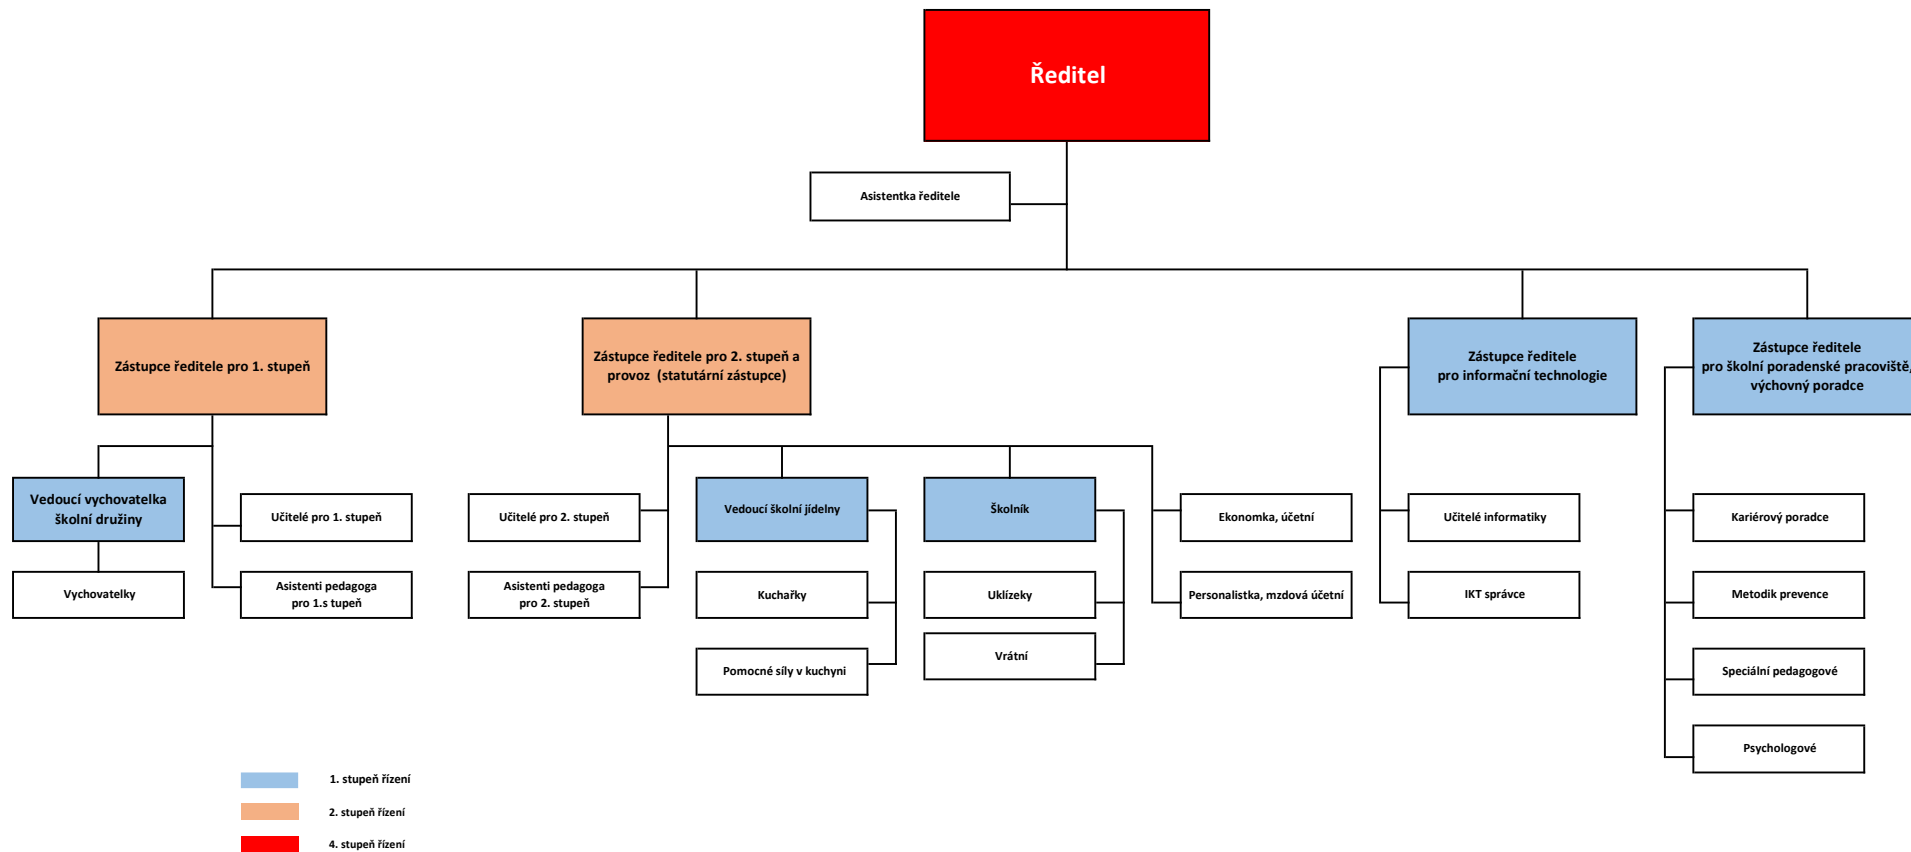 Ředitel
Asistentka ředitele
Zástupce ředitele pro 1. stupeň
Zástupce ředitele pro 2. stupeň a
provoz (statutární zástupce)
Zástupce ředitele
pro informační technologie
Zástupce ředitele
pro školní poradenské pracoviště,
výchovný poradce
Vedoucí vychovatelka
školní družiny
Učitelé pro 1. stupeň
Učitelé pro 2. stupeň
Vedoucí školní jídelny
Školník
Ekonomka, účetní
Učitelé informatiky
Kariérový poradce
Vychovatelky
Asistenti pedagoga
pro 1.s tupeň
Asistenti pedagoga
pro 2. stupeň
Kuchařky
Uklízeky
Personalistka, mzdová účetní
IKT správce
Metodik prevence
Pomocné síly v kuchyni
Vrátní
Speciální pedagogové
Psychologové
1. stupeň řízení
2. stupeň řízení
4. stupeň řízení